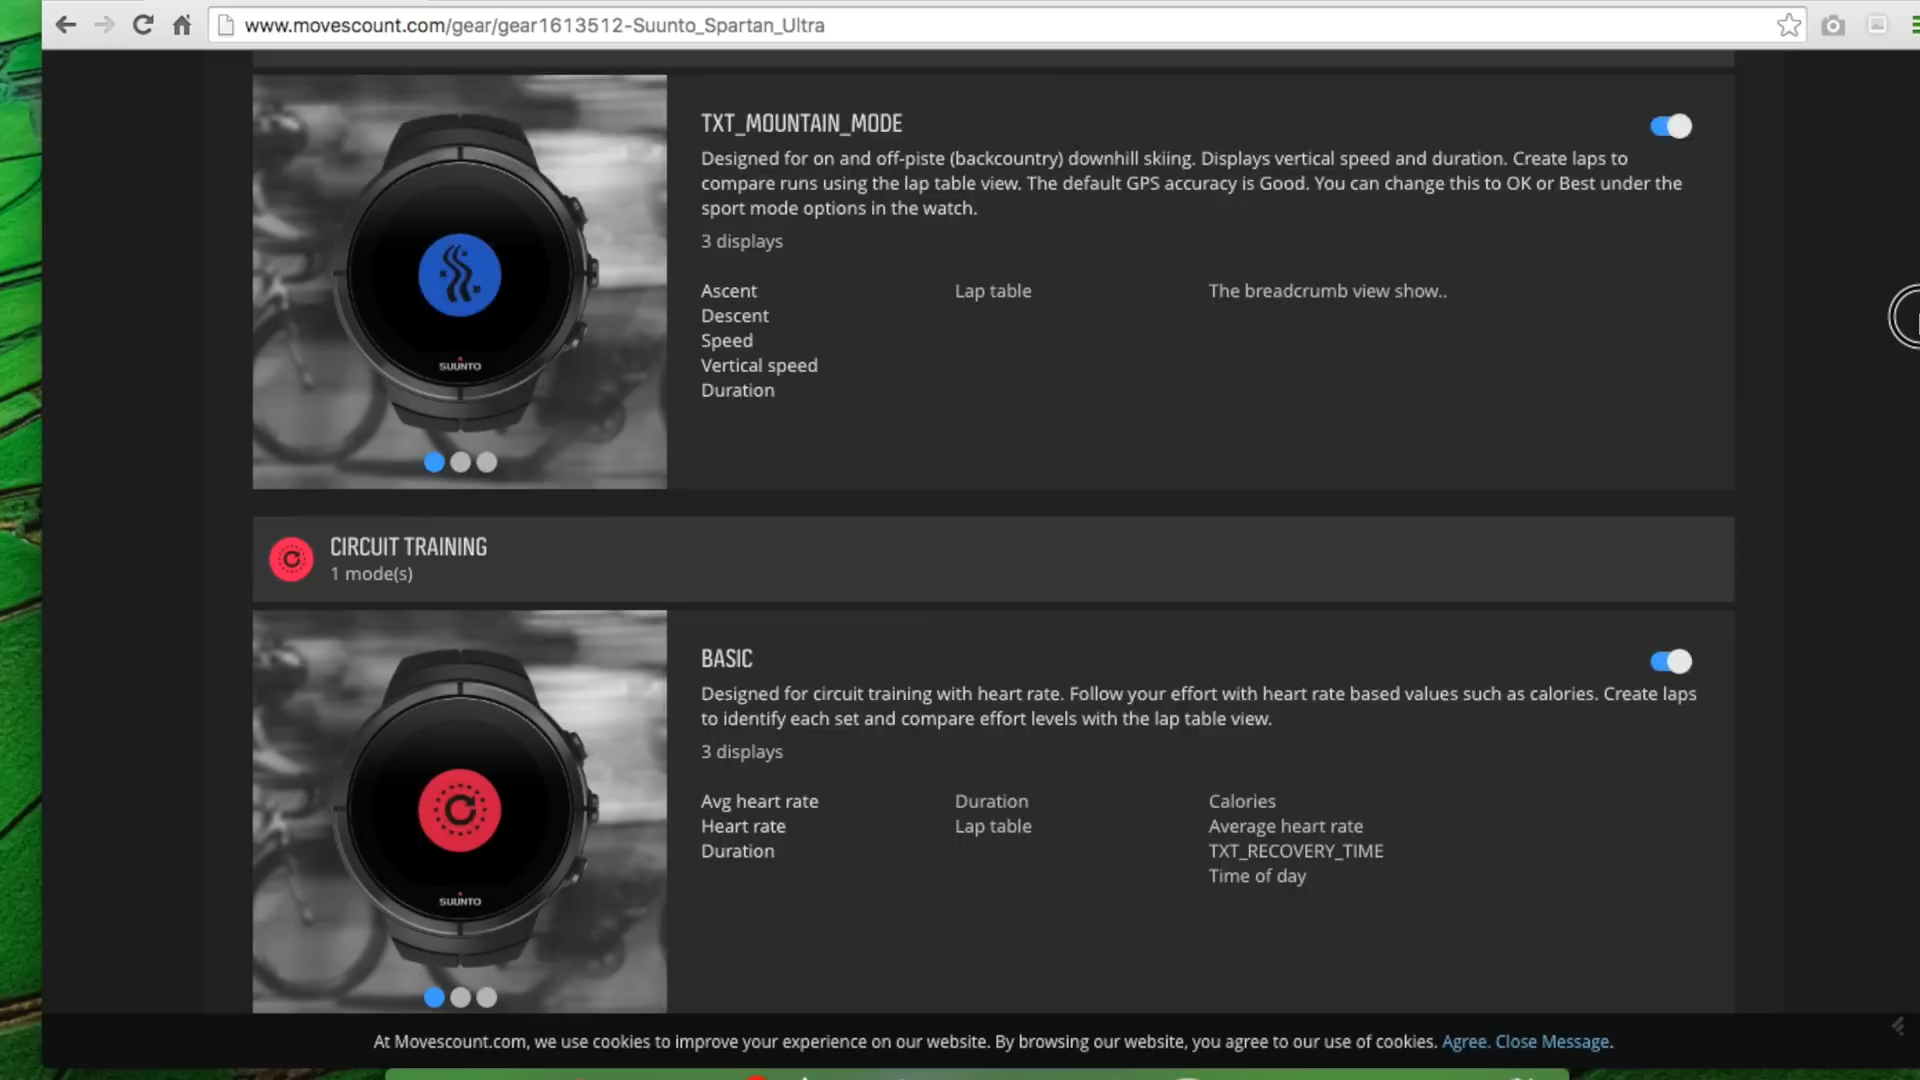 www.movescount.com/gear/gear1613512-Suunto_Spartan_Ultra
TXT_MOUNTAIN_MODE
Designed for on and off-piste (backcountry) downhill skiing. Displays vertical speed and duration. Create laps to
compare runs using the lap table view. The default GPS accuracy is Good. You can change this to OK or Best under the
sport mode options in the watch.
3 displays
Ascent
Descent
Speed
Vertical speed
Duration
Lap table
The breadcrumb view show..
SUUNTO
CIRCUIT TRAINING
1 mode(s)
BASIC
Designed for circuit training with heart rate. Follow your effort with heart rate based values such as calories. Create laps
to identify each set and compare effort levels with the lap table view.
3 displays
Avg heart rate
Heart rate
Duration
Duration
Lap table
Calories
Average heart rate
TXT_RECOVERY_TIME
Time of day
SUUNTO
At Movescount.com, we use cookies to improve your experience on our website. By browsing our website, you agree to our use of cookies. Agree. Close Message.